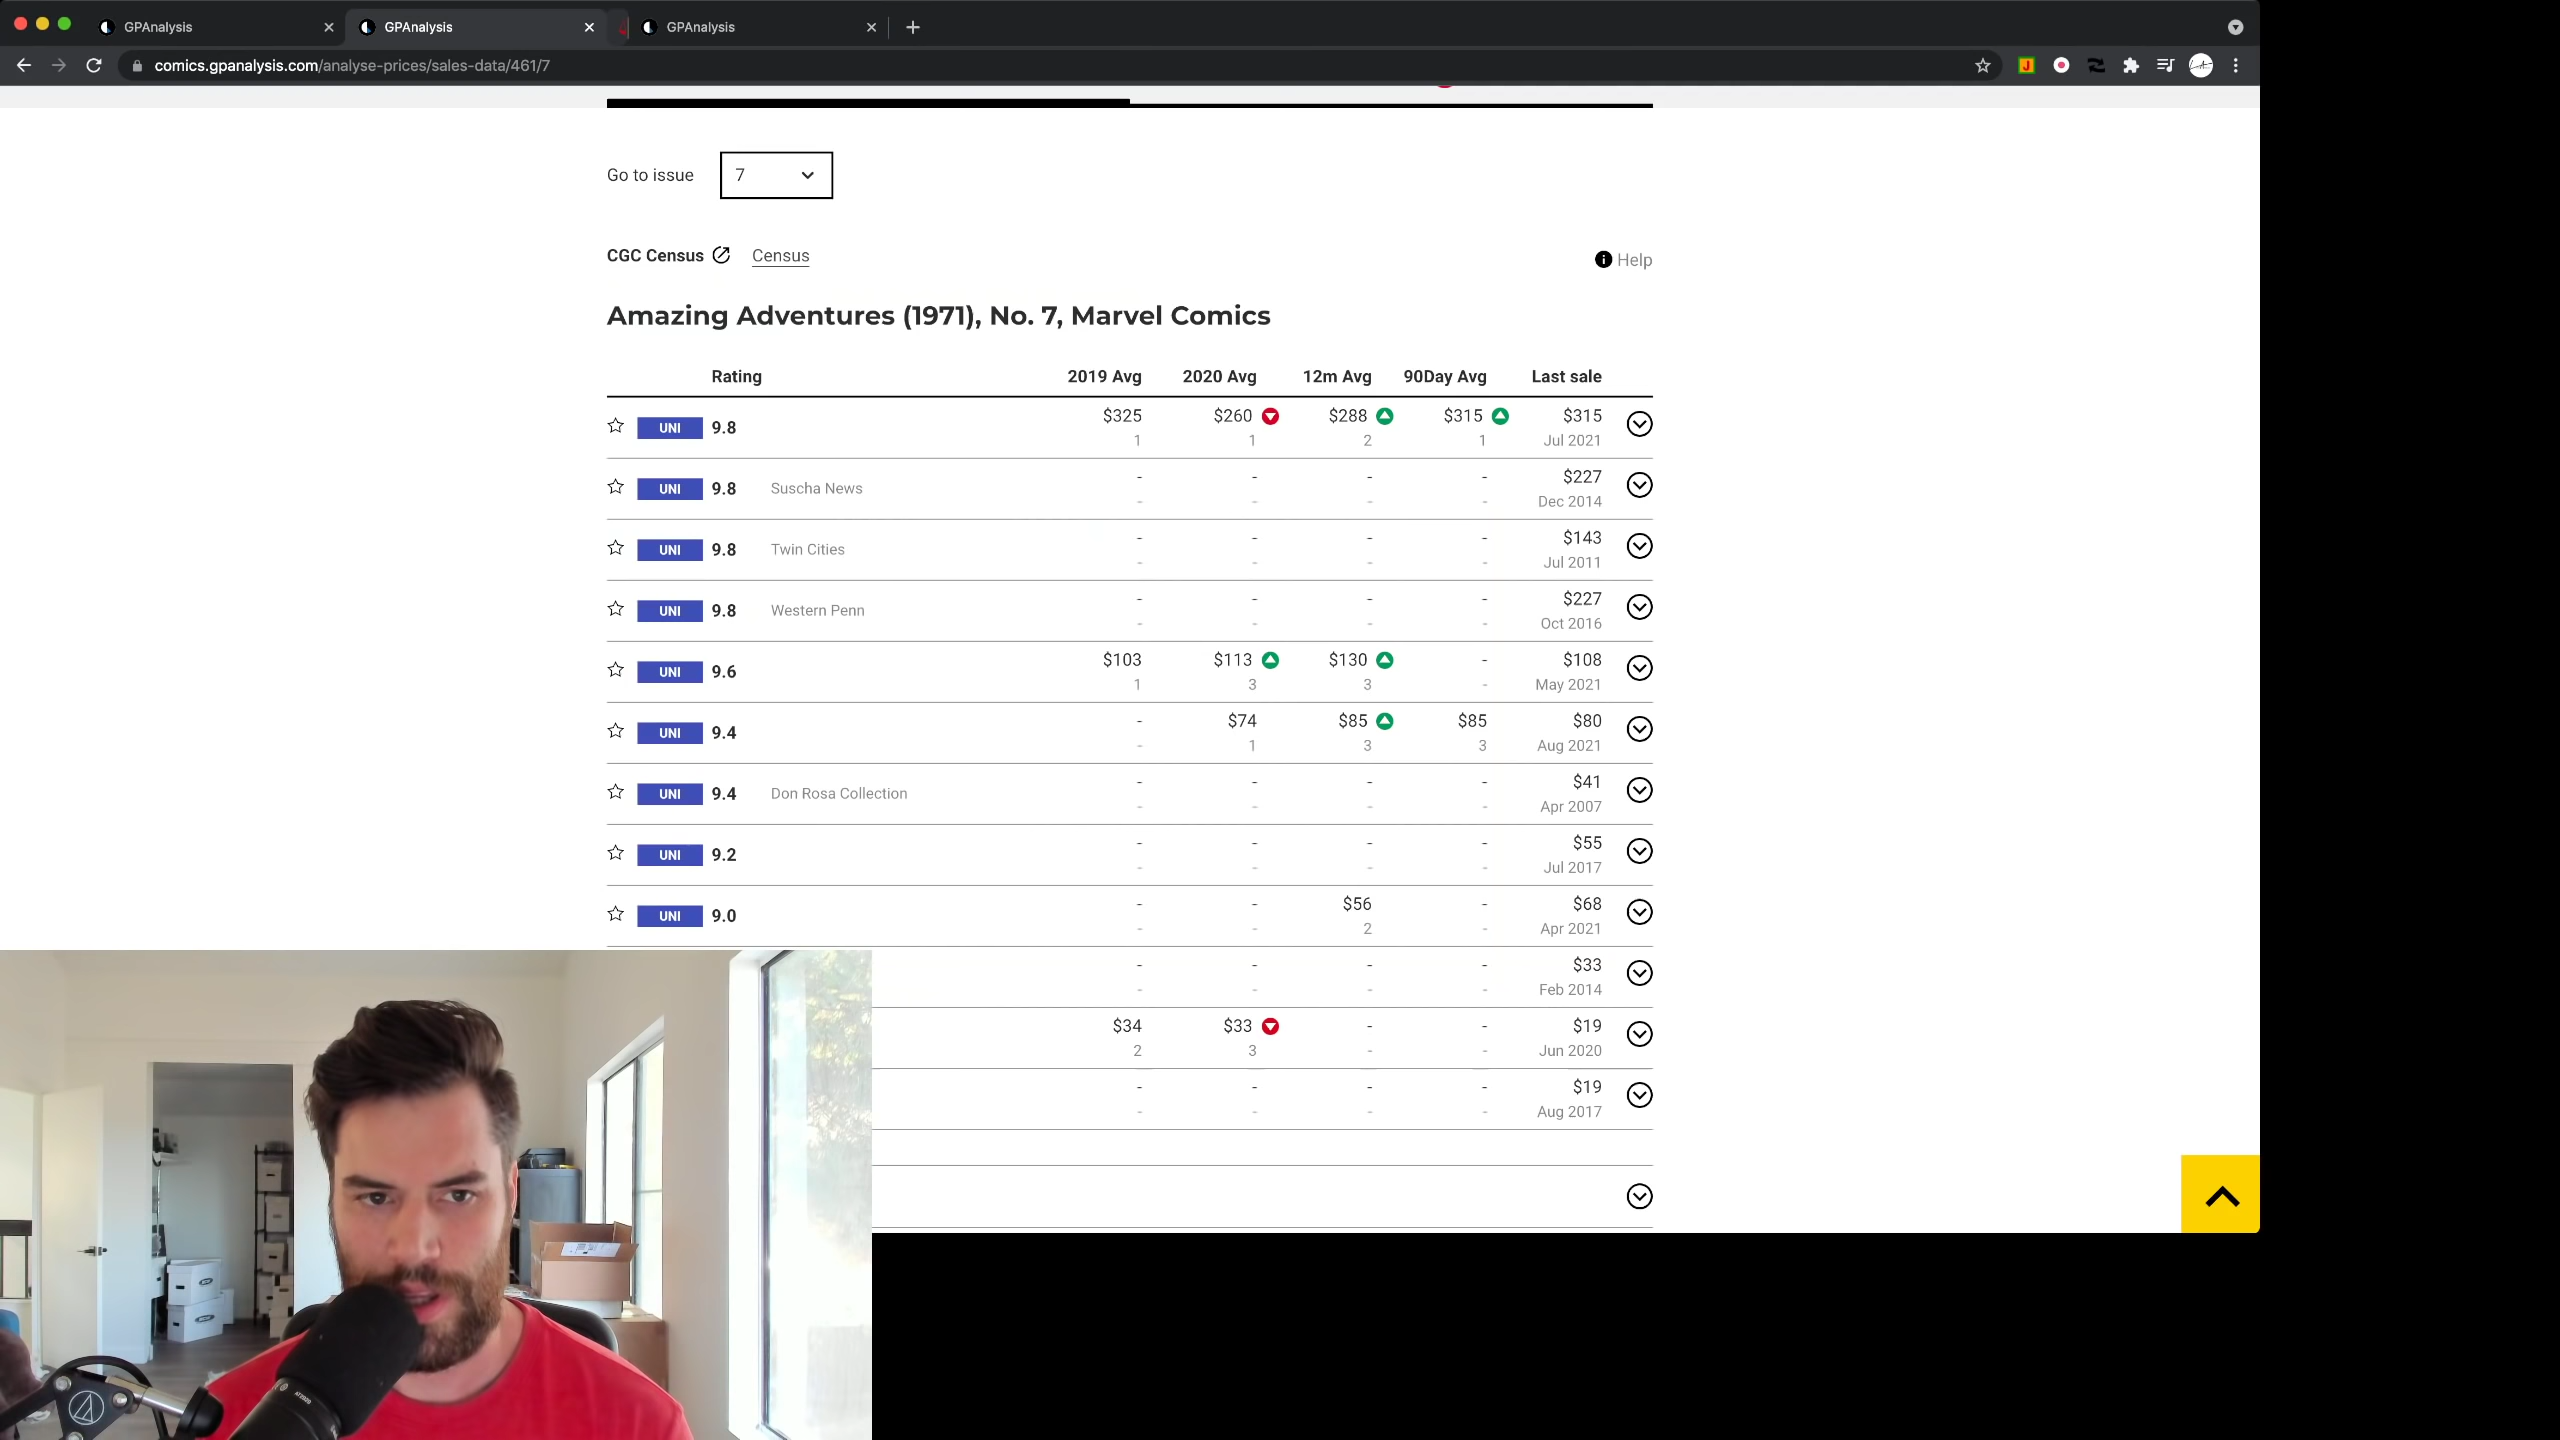 GPAnalysis
GPAnalysis
GPAnalysis
comics.gpanalysis.com/analyse-prices/sales-data/461/7
Go to issue 7
CGC Census Census
Help
Amazing Adventures (1971), No. 7, Marvel Comics
Rating 2019 Avg 2020 Avg 12m Avg 90Day Avg Last sale
UNI 9.8 $325 $260 $288 $315 $315
1 1 2 1 Jul 2021
UNI 9.8 Suscha News - - - - $227
- - - - Dec 2014
UNI 9.8 Twin Cities - - - - $143
- - - - Jul 2011
UNI 9.8 Western Penn - - - - $227
- - - - Oct 2016
UNI 9.6 $103 $113 $130 - $108
1 3 3 - May 2021
UNI 9.4 - $74 $85 $85 $80
- 1 3 3 Aug 2021
UNI 9.4 Don Rosa Collection - - - - $41
- - - - Apr 2007
UNI 9.2 - - - - $55
- - - - Jul 2017
UNI 9.0 - - $56 - $68
- - 2 - Apr 2021
- - - - $33
- - - - Feb 2014
$34 $33 - - $19
2 3 - - Jun 2020
- - - - $19
- - - - Aug 2017